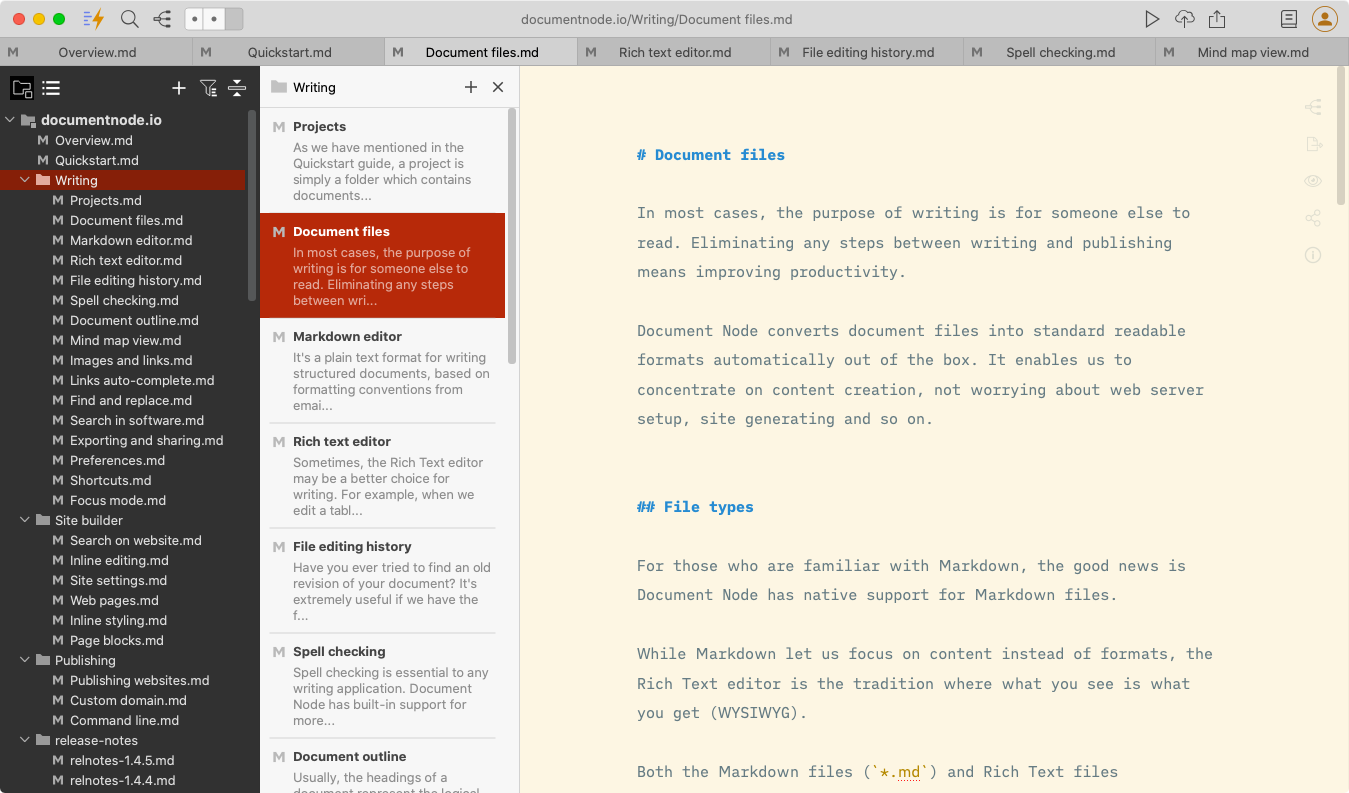 documentnode.io/Writing/Document files.md
M Overview.md
M Quickstart.md
M Document files.md
M Rich text editor.md
M File editing history.md
M Spell checking.md
M Mind map view.md
documentnode.io
M Overview.md
M Quickstart.md
Writing
M Projects.md
M Document files.md
M Markdown editor.md
M Rich text editor.md
M File editing history.md
M Spell checking.md
M Document outline.md
M Mind map view.md
M Images and links.md
M Links auto-complete.md
M Find and replace.md
M Search in software.md
M Exporting and sharing.md
M Preferences.md
M Shortcuts.md
M Focus mode.md
Site builder
M Search on website.md
M Inline editing.md
M Site settings.md
M Web pages.md
M Inline styling.md
M Page blocks.md
Publishing
M Publishing websites.md
M Custom domain.md
M Command line.md
release-notes
M relnotes-1.4.5.md
M relnotes-1.4.4.md
Writing
M Projects
As we have mentioned in the
Quickstart guide, a project is
simply a folder which contains
documents...
M Document files
In most cases, the purpose of
writing is for someone else to
read. Eliminating any steps
between wri...
M Markdown editor
It's a plain text format for writing
structured documents, based on
formatting conventions from
emai...
M Rich text editor
Sometimes, the Rich Text editor
may be a better choice for
writing. For example, when we
edit a tabl...
M File editing history
Have you ever tried to find an old
revision of your document? It's
extremely useful if we have the
f...
M Spell checking
Spell checking is essential to any
writing application. Document
Node has built-in support for
more...
M Document outline
Usually, the headings of a
document represent the logical
# Document files
In most cases, the purpose of writing is for someone else to
read. Eliminating any steps between writing and publishing
means improving productivity.
Document Node converts document files into standard readable
formats automatically out of the box. It enables us to
concentrate on content creation, not worrying about web server
setup, site generating and so on.
## File types
For those who are familiar with Markdown, the good news is
Document Node has native support for Markdown files.
While Markdown let us focus on content instead of formats, the
Rich Text editor is the tradition where what you see is what
you get (WYSIWYG).
Both the Markdown files (`*.md`) and Rich Text files